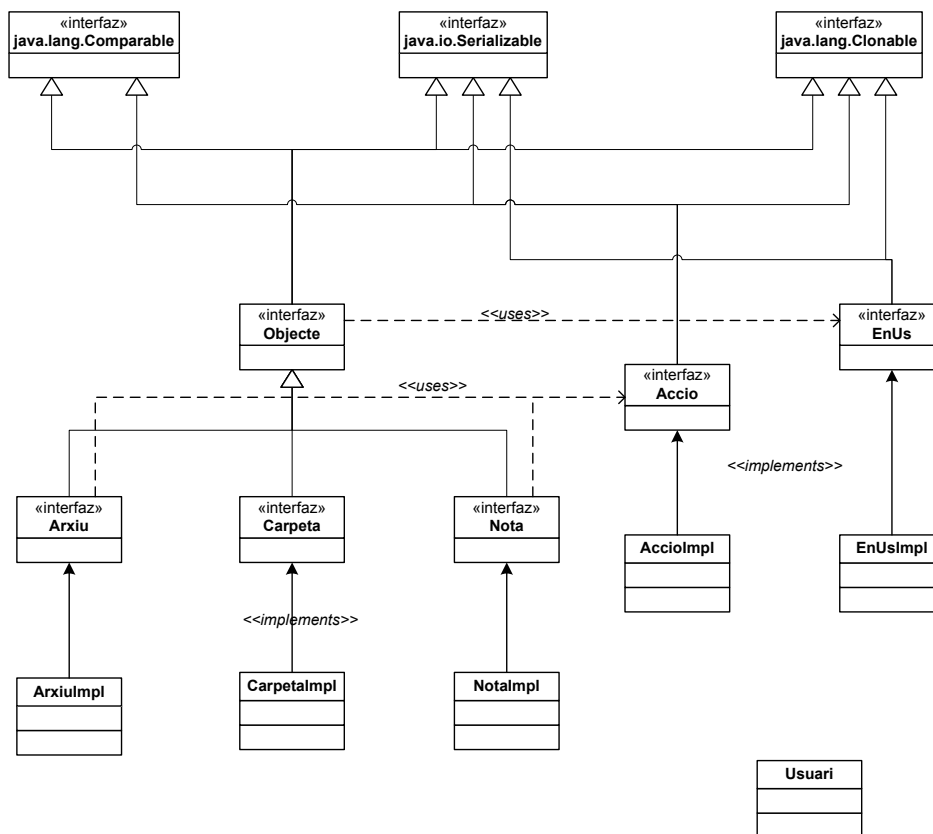 «interfaz»
java.lang.Comparable
«interfaz»
java.io.Serializable
«interfaz»
java.lang.Clonable
«interfaz»
Objecte
<<uses>>
«interfaz»
EnUs
<<uses>>
«interfaz»
Accio
<<implements>>
«interfaz»
Arxiu
«interfaz»
Carpeta
«interfaz»
Nota
AccioImpl
EnUsImpl
<<implements>>
ArxiuImpl
CarpetaImpl
NotaImpl
Usuari